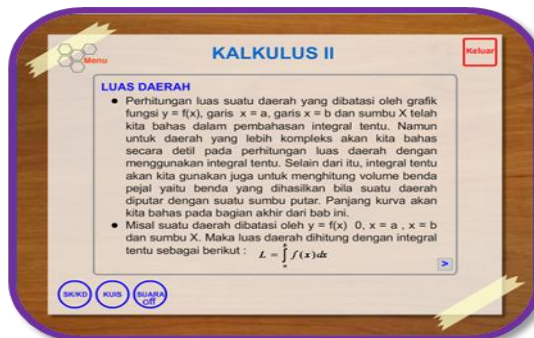 Menu
KALKULUS II
Keluar
LUAS DAERAH
• Perhitungan luas suatu daerah yang dibatasi oleh grafik
fungsi y = f(x), garis x = a, garis x = b dan sumbu X telah
kita bahas dalam pembahasan integral tentu. Namun
untuk daerah yang lebih kompleks akan kita bahas
secara detil pada perhitungan luas daerah dengan
menggunakan integral tentu. Selain dari itu, integral tentu
akan kita gunakan juga untuk menghitung volume benda
pejal yaitu benda yang dihasilkan bila suatu daerah
diputar dengan suatu sumbu putar. Panjang kurva akan
kita bahas pada bagian akhir dari bab ini.
• Misal suatu daerah dibatasi oleh y = f(x) 0, x = a , x = b
dan sumbu X. Maka luas daerah dihitung dengan integral
tentu sebagai berikut : L = ∫ₐᵇ f(x)dx
>
SK/KD
KUIS
SUARA
off